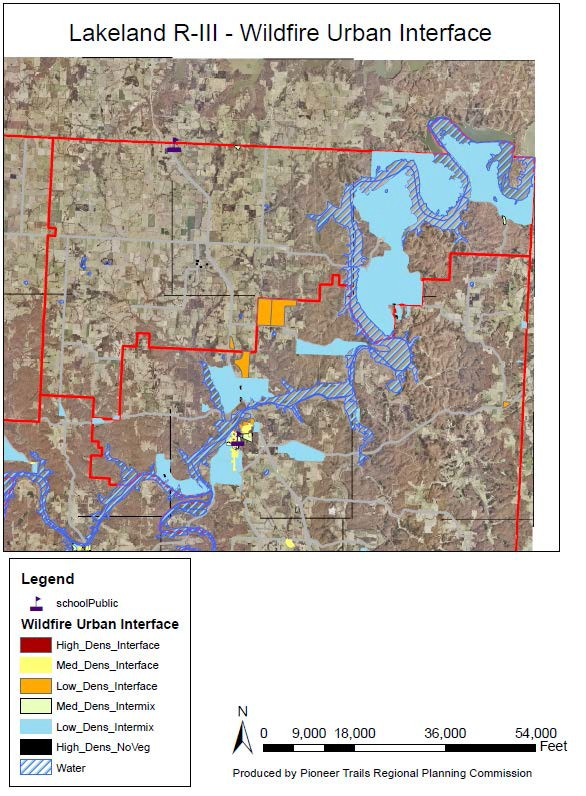 Lakeland R-III - Wildfire Urban Interface
Legend
schoolPublic
Wildfire Urban Interface
High_Dens_Interface
Med_Dens_Interface
Low_Dens_Interface
Med_Dens_Intermix
Low_Dens_Intermix
High_Dens_NoVeg
Water
N
0 9,000 18,000 36,000 54,000
Feet
Produced by Pioneer Trails Regional Planning Commission